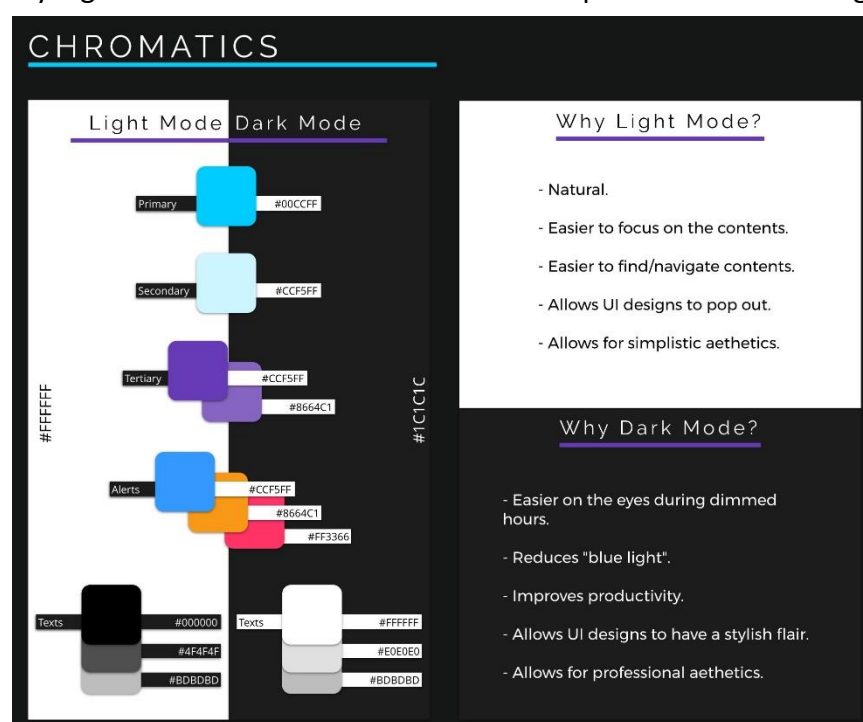 CHROMATICS
Light Mode Dark Mode
Primary #00CCFF
Secondary #CCF5FF
Tertiary #CCF5FF
#8664C1
#FFFFFF
#1C1C1C
Alerts #CCF5FF
#8664C1
#FF3366
Texts #000000
#4F4F4F
#BDBDBD
Texts #FFFFFF
#E0E0E0
#BDBDBD
Why Light Mode?
- Natural.
- Easier to focus on the contents.
- Easier to find/navigate contents.
- Allows UI designs to pop out.
- Allows for simplistic aethetics.
Why Dark Mode?
- Easier on the eyes during dimmed
hours.
- Reduces "blue light".
- Improves productivity.
- Allows UI designs to have a stylish flair.
- Allows for professional aethetics.